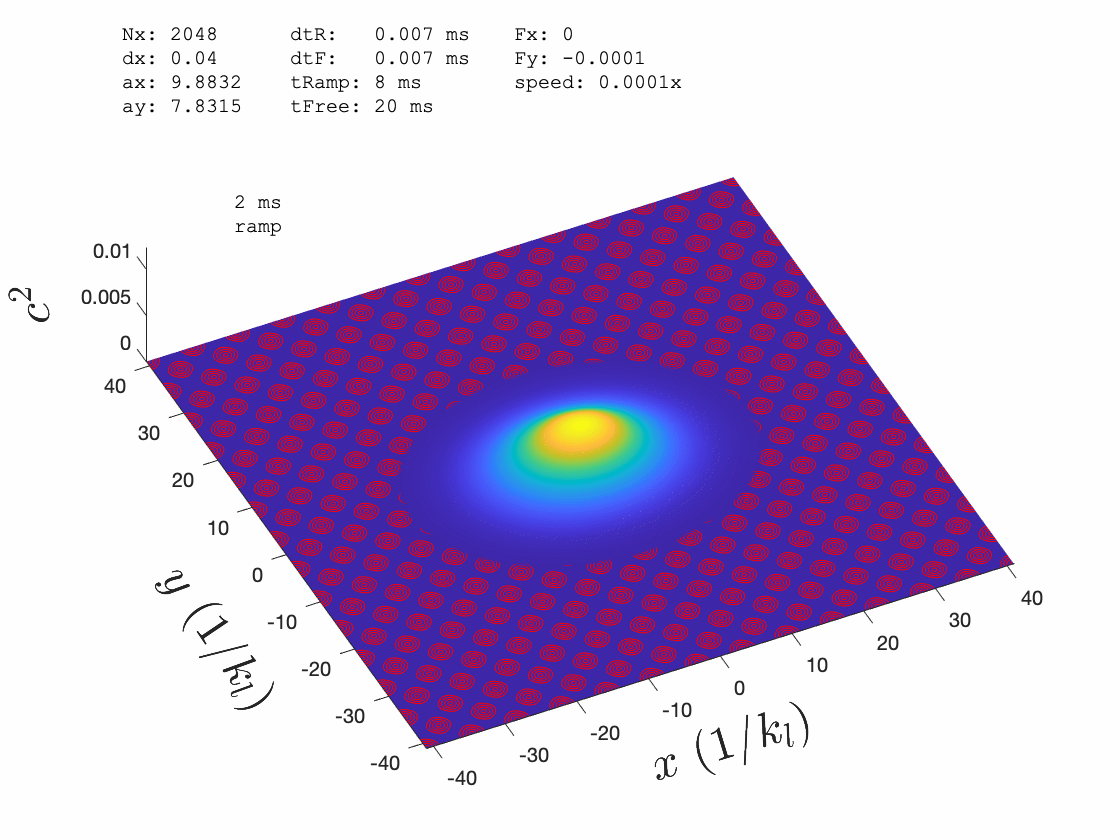 Nx: 2048 dtR: 0.007 ms Fx: 0
dx: 0.04 dtF: 0.007 ms Fy: -0.0001
ax: 9.8832 tRamp: 8 ms speed: 0.0001x
ay: 7.8315 tFree: 20 ms
2 ms
ramp
0.01
0.005
0
c²
40
30
20
10
0
-10
-20
-30
-40
y (1/kl)
-40
-30
-20
-10
0
10
20
30
40
x (1/kl)